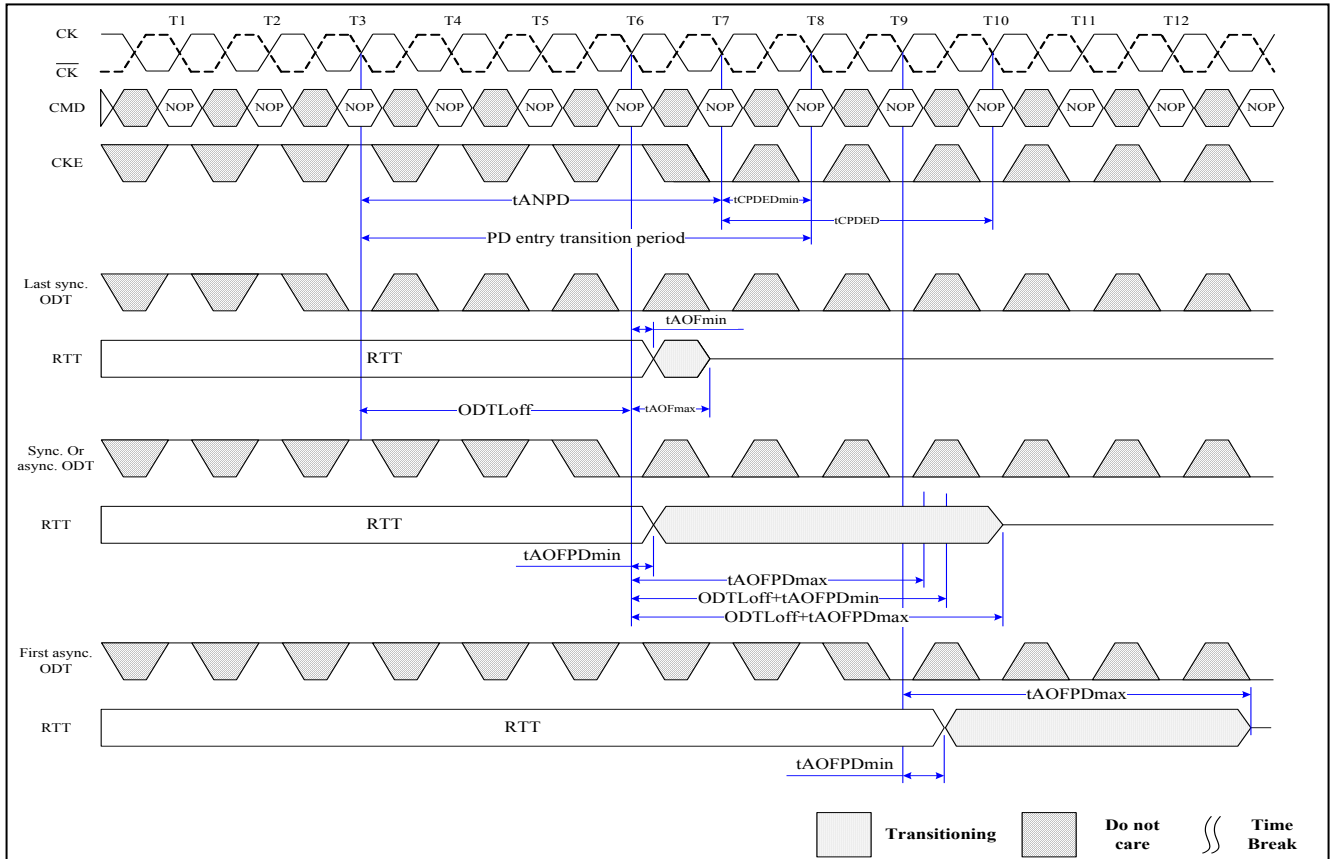 T1 T2 T3 T4 T5 T6 T7 T8 T9 T10 T11 T12
CK
CK
CMD NOP NOP NOP NOP NOP NOP NOP NOP NOP NOP NOP NOP NOP
CKE
tANPD tCPDEDmin
tCPDED
PD entry transition period
Last sync.
ODT
tAOFmin
RTT RTT
ODTLoff tAOFmax
Sync. Or
async. ODT
RTT RTT
tAOFPDmin
tAOFPDmax
ODTLoff+tAOFPDmin
ODTLoff+tAOFPDmax
First async.
ODT
tAOFPDmax
RTT RTT
tAOFPDmin
Transitioning
Do not
care
Time
Break